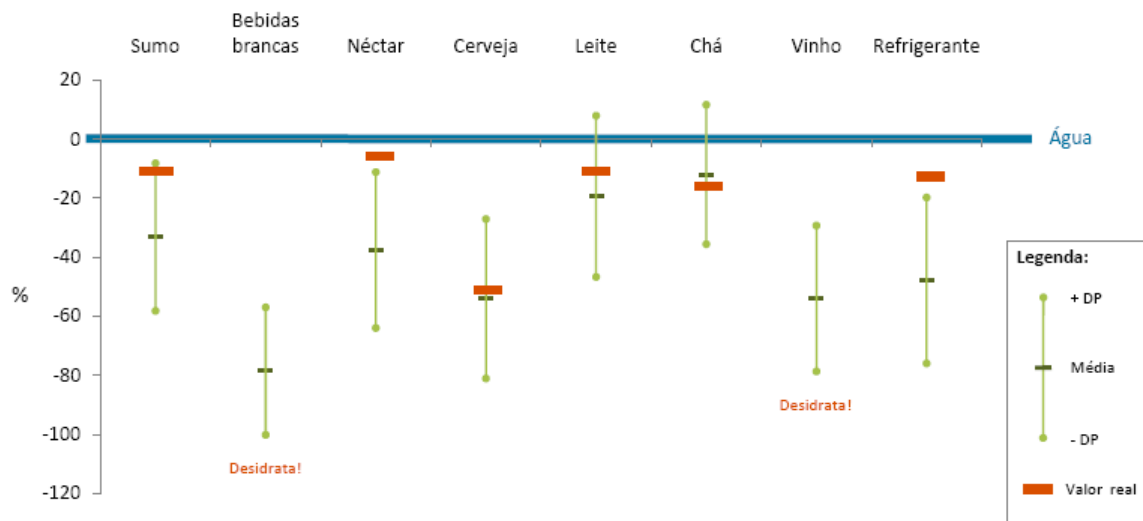 Sumo
Bebidas
brancas
Néctar
Cerveja
Leite
Chá
Vinho
Refrigerante
20
0
-20
-40
-60
-80
-100
-120
%
Água
Desidrata!
Desidrata!
Legenda:
+ DP
Média
- DP
Valor real